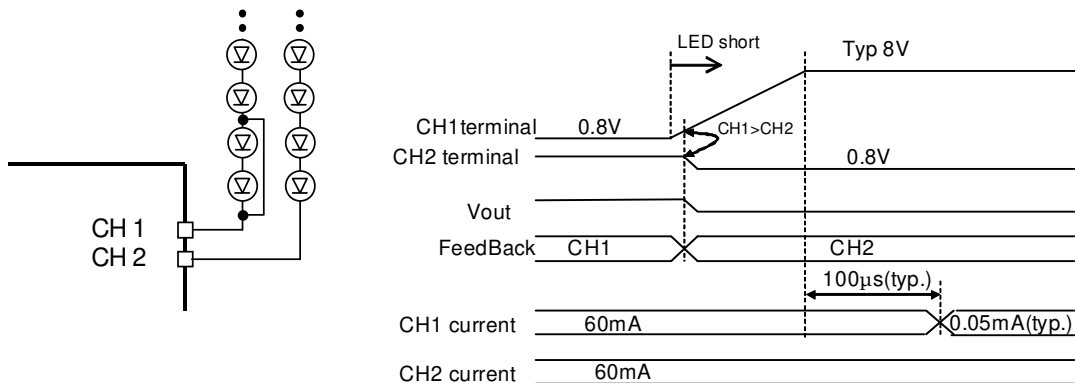 CH 1
CH 2
LED short
Typ 8V
CH1terminal
0.8V
CH1>CH2
CH2 terminal
0.8V
Vout
FeedBack
CH1
CH2
100μs(typ.)
CH1 current
60mA
0.05mA(typ.)
CH2 current
60mA